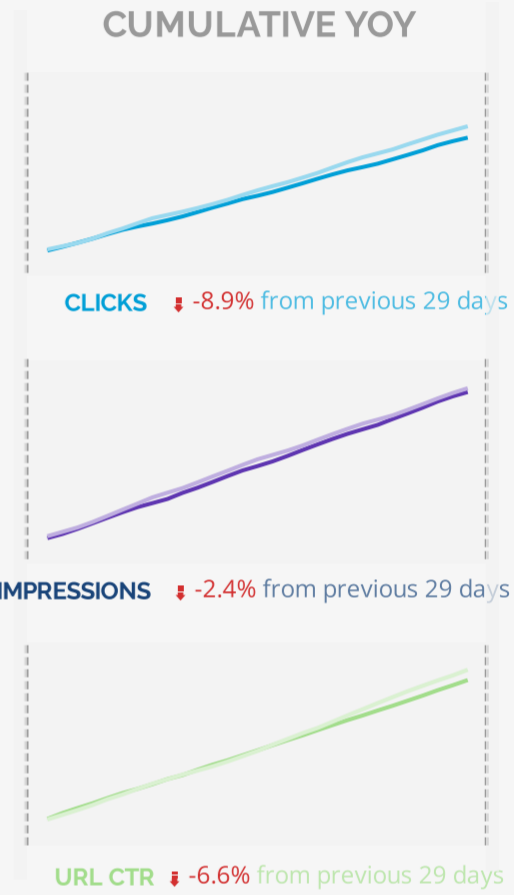 CUMULATIVE YOY
CLICKS -8.9% from previous 29 days
IMPRESSIONS -2.4% from previous 29 days
URL CTR -6.6% from previous 29 days